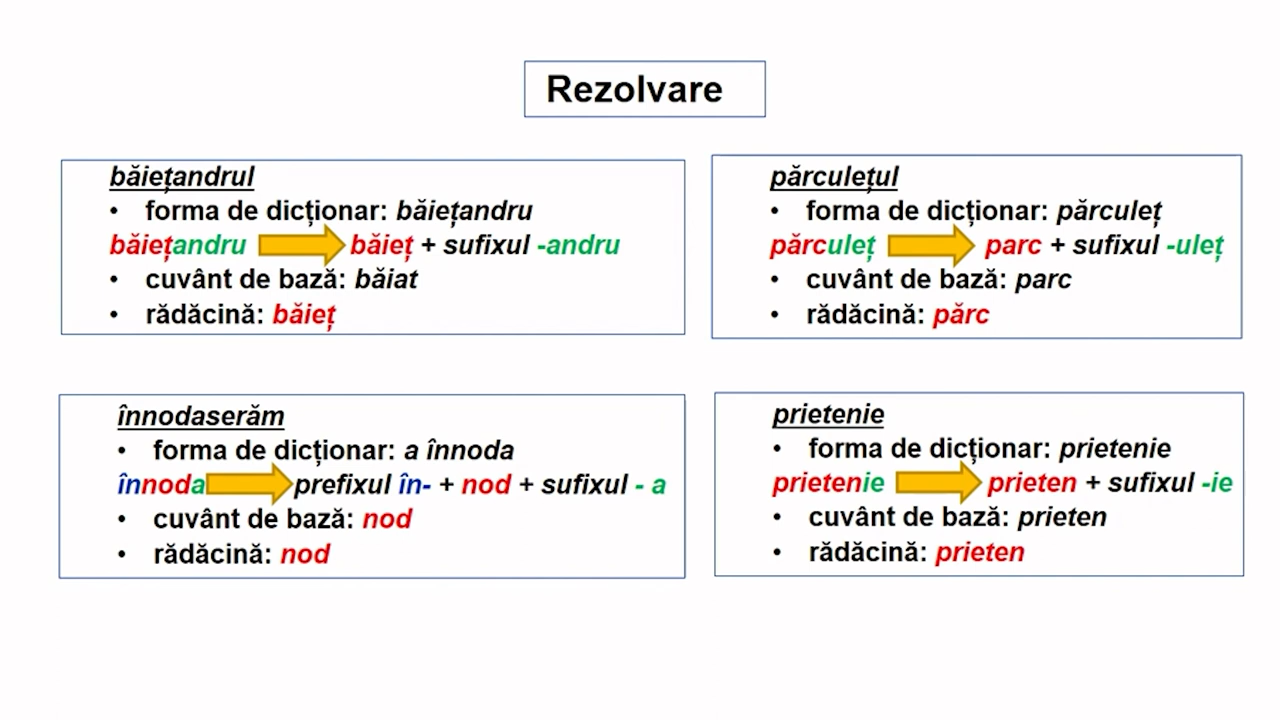 Rezolvare
băiețandrul
• forma de dicționar: băiețandru
băiețandru băieț + sufixul -andru
• cuvânt de bază: băiat
• rădăcină: băieț
părculețul
• forma de dicționar: părculeț
părculeț parc + sufixul -uleț
• cuvânt de bază: parc
• rădăcină: părc
înnodaserăm
• forma de dicționar: a înnoda
înnoda prefixul în- + nod + sufixul - a
• cuvânt de bază: nod
• rădăcină: nod
prietenie
• forma de dicționar: prietenie
prietenie prieten + sufixul -ie
• cuvânt de bază: prieten
• rădăcină: prieten